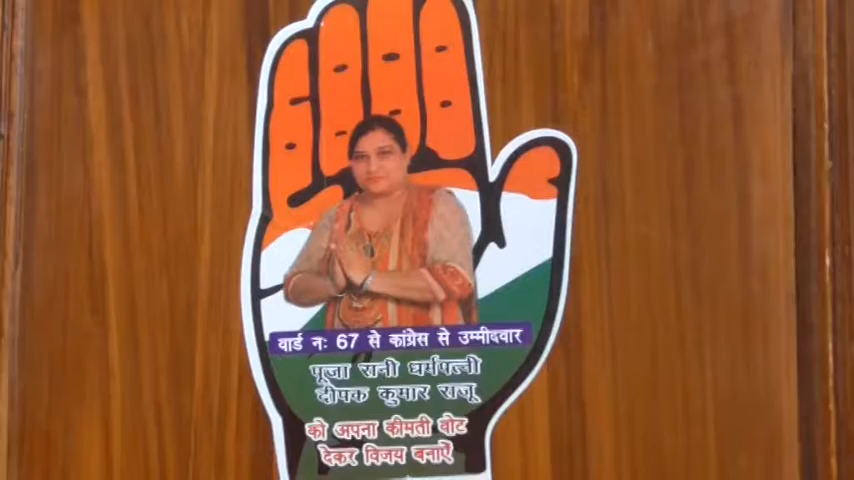 वार्ड न: 67 से कांग्रेस से उम्मीदवार
पूजा रानी धर्मपत्नी
दीपक कुमार राजू
को अपना कीमती वोट
देकर विजय बनाऐं